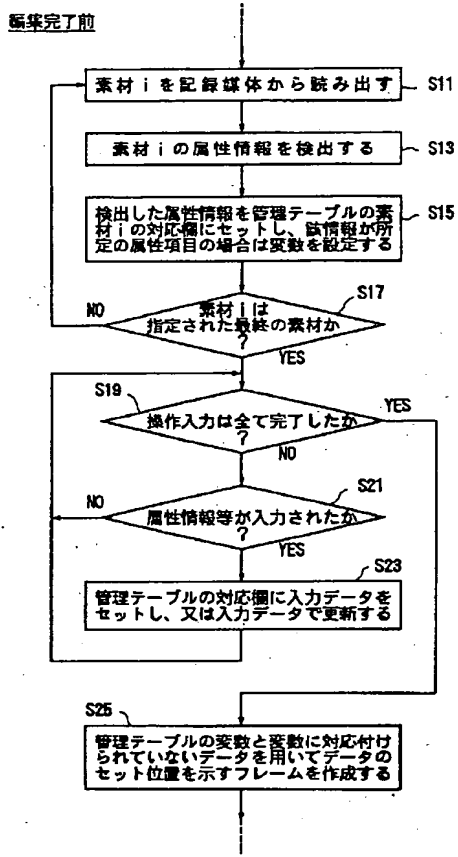 編集完了前
素材ｉを記録媒体から読み出す
S11
素材ｉの属性情報を検出する
S13
検出した属性情報を管理テーブルの素
材ｉの対応欄にセットし、該情報が所
定の属性項目の場合は変数を設定する
S15
S17
素材ｉは
指定された最終の素材か
?
NO
YES
S19
操作入力は全て完了したか
?
YES
NO
S21
属性情報等が入力されたか
?
NO
YES
S23
管理テーブルの対応欄に入力データを
セットし、又は入力データで更新する
S25
管理テーブルの変数と変数に対応付け
られていないデータを用いてデータの
セット位置を示すフレームを作成する